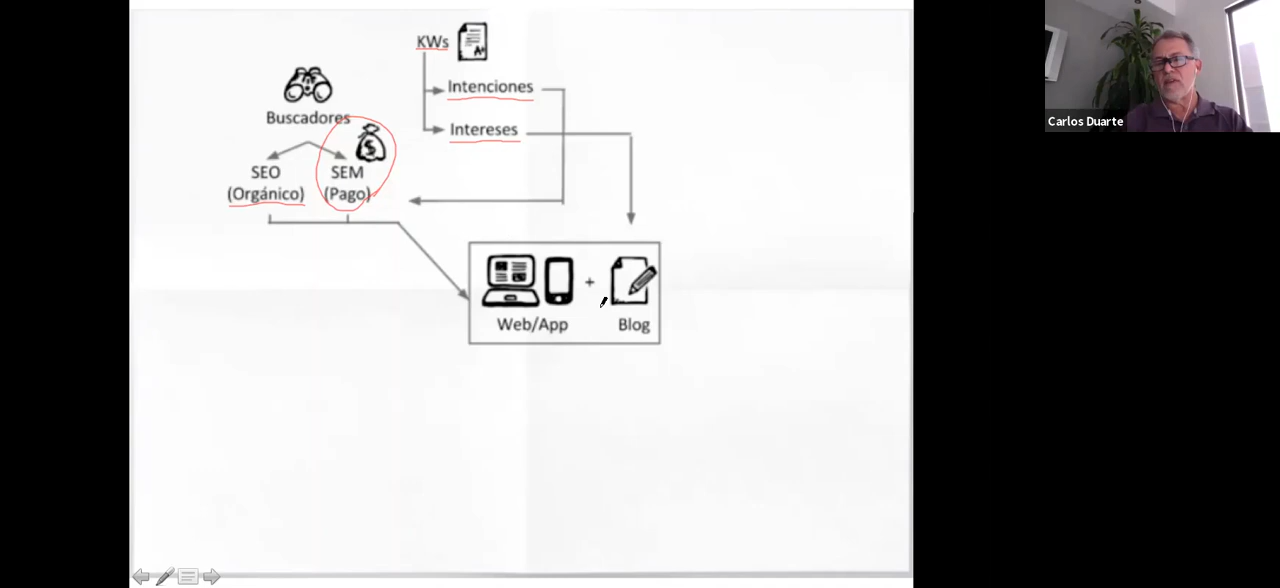 KWs
A+
Intenciones
Buscadores
Intereses
$
SEO
(Orgánico)
SEM
(Pago)
+
Web/App
Blog
Carlos Duarte